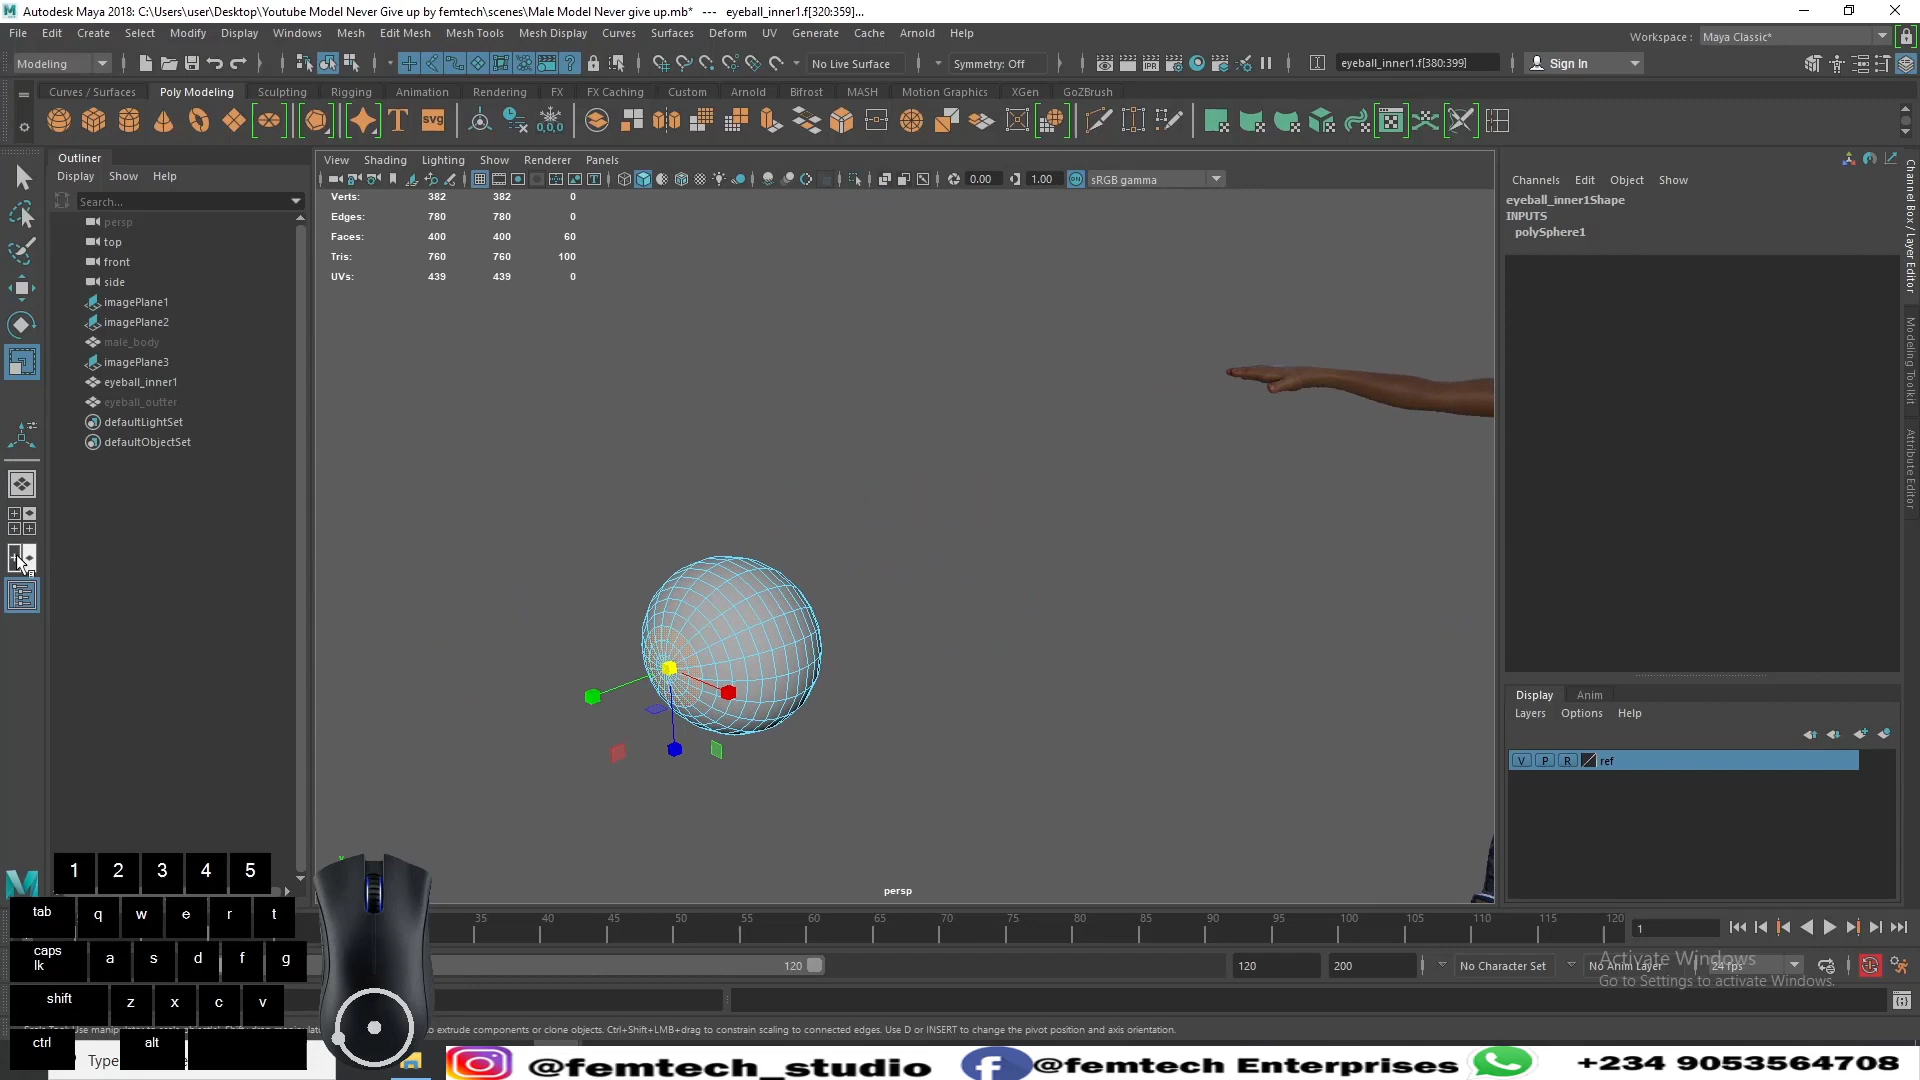 Autodesk Maya 2018: C:\Users\user\Desktop\Youtube Model Never Give up by femtech\scenes\Male Model Never give up.mb* --- eyeball_inner1.f[320:359]...
File Edit Create Select Modify Display Windows Mesh Edit Mesh Mesh Tools Mesh Display Curves Surfaces Deform UV Generate Cache Arnold Help
Workspace : Maya Classic*
Modeling No Live Surface Symmetry: Off eyeball_inner1.f[380:399] Sign In
Curves / Surfaces Poly Modeling Sculpting Rigging Animation Rendering FX FX Caching Custom Arnold Bifrost MASH Motion Graphics XGen GoZBrush
Outliner
Display Show Help
Search...
persp
top
front
side
imagePlane1
imagePlane2
male_body
imagePlane3
eyeball_inner1
eyeball_outter
defaultLightSet
defaultObjectSet
View Shading Lighting Show Renderer Panels
0.00 1.00 sRGB gamma
Verts: 382 382 0
Edges: 780 780 0
Faces: 400 400 60
Tris: 760 760 100
UVs: 439 439 0
persp
Channels Edit Object Show
eyeball_inner1Shape
INPUTS
polySphere1
Channel Box / Layer Editor
Modeling Toolkit
Attribute Editor
Display Anim
Layers Options Help
V P R ref
35 40 45 50 55 60 65 70 75 80 85 90 95 100 105 110 115 120
1
120 120 200 No Character Set No Anim Layer 24 fps
Activate Windows
Go to Settings to activate Windows.
1 2 3 4 5
tab q w e r t
caps lk a s d f g
shift z x c v
ctrl alt
o extrude components or clone objects. Ctrl+Shift+LMB+drag to constrain scaling to connected edges. Use D or INSERT to change the pivot position and axis orientation.
Type
@femtech_studio @femtech Enterprises +234 9053564708